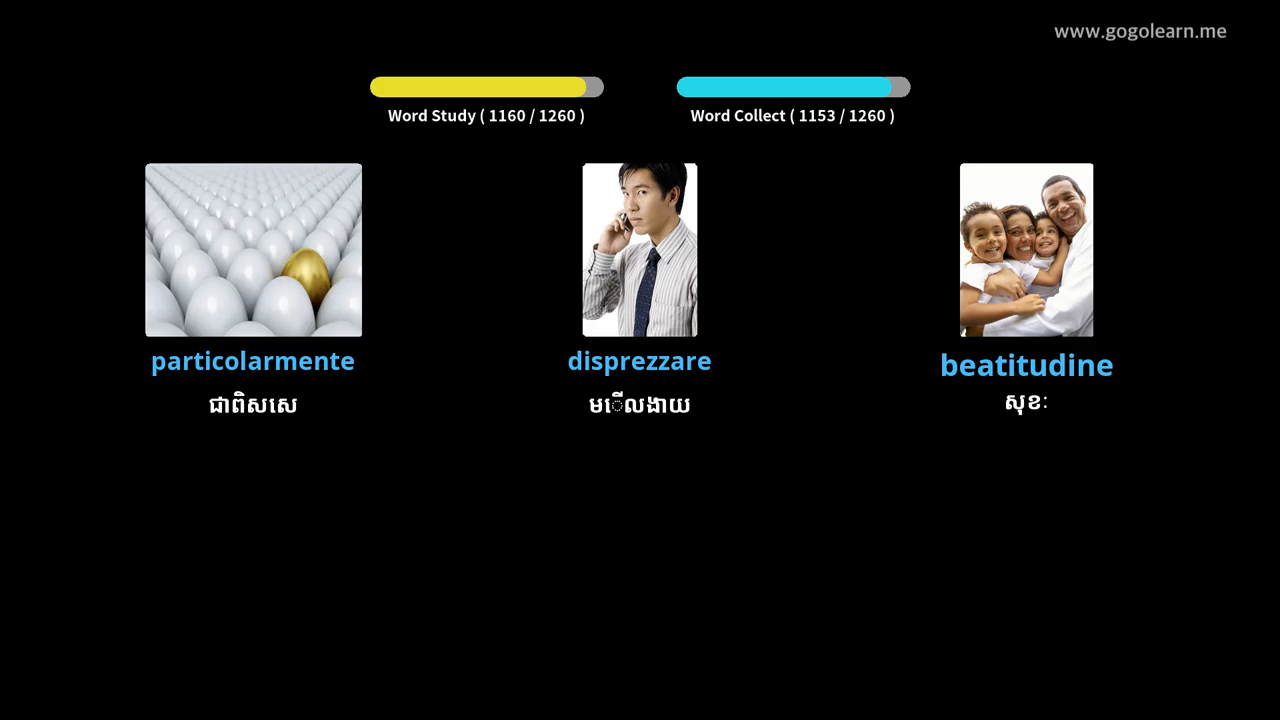 www.gogolearn.me
Word Study ( 1160 / 1260 )
Word Collect ( 1153 / 1260 )
particolarmente
disprezzare
beatitudine
ជាពិសសេ
មេីលងាយ
សុខៈ